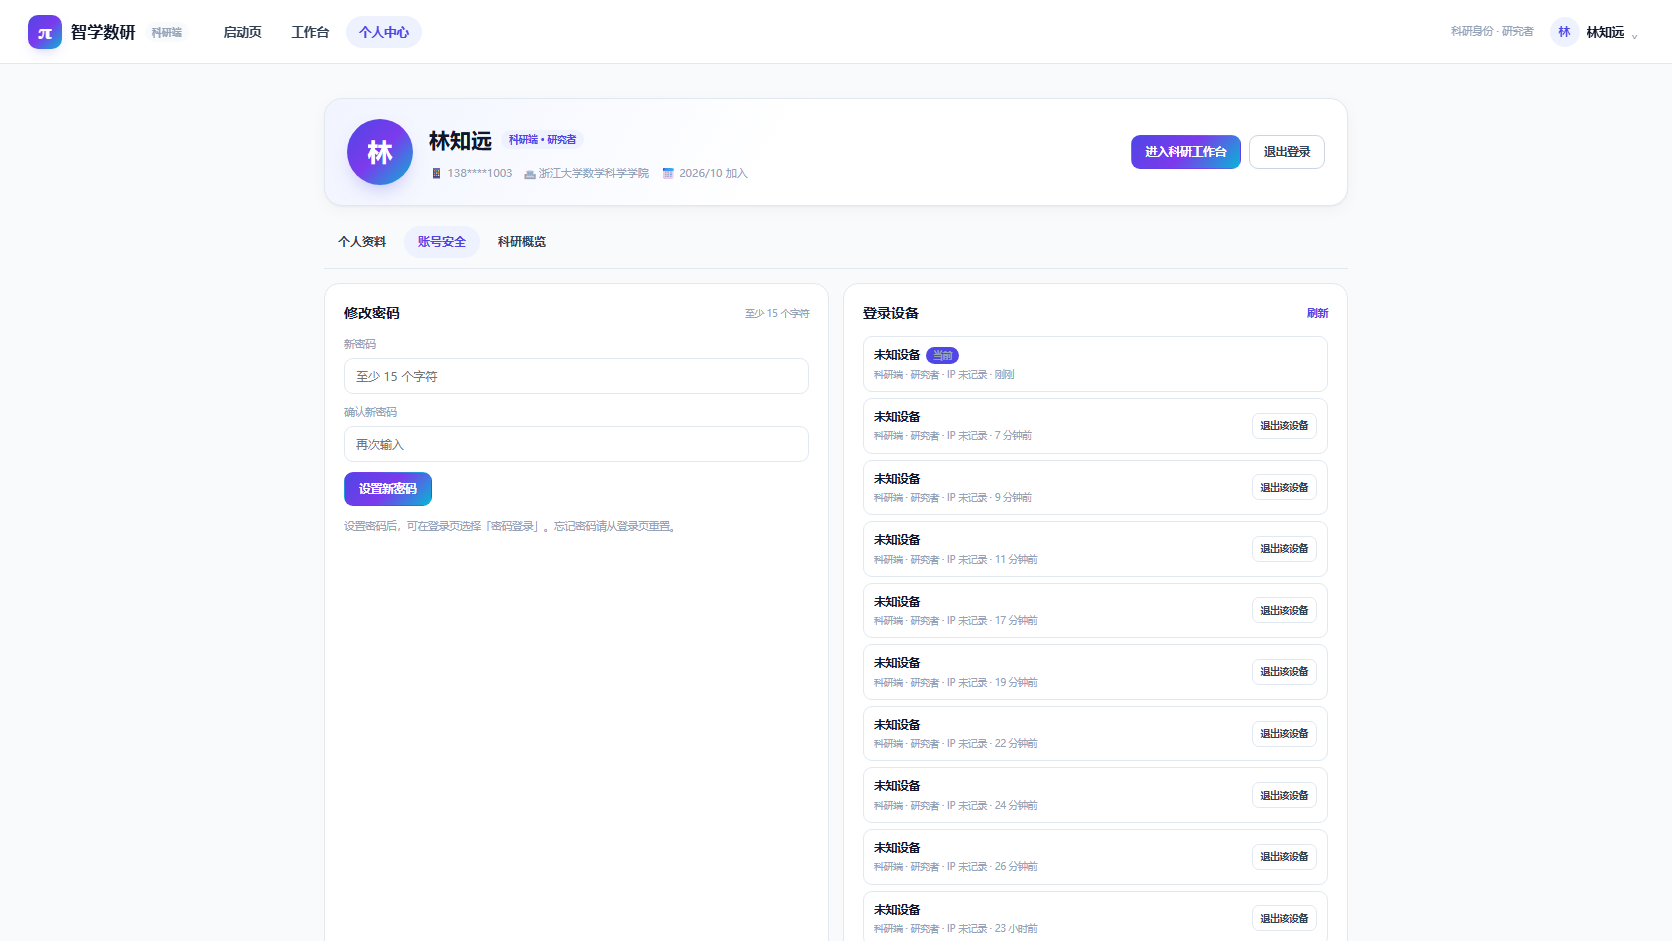 π 智学数研 科研端 启动页 工作台 个人中心 科研身份 · 研究者 林 林知远
林
林知远 科研端 • 研究者
138****1003 浙江大学数学科学学院 2026/10 加入
进入科研工作台 退出登录
个人资料 账号安全 科研概览
修改密码 至少 15 个字符
新密码
至少 15 个字符
确认新密码
再次输入
设置新密码
设置密码后，可在登录页选择「密码登录」。忘记密码请从登录页重置。
登录设备 刷新
未知设备 当前
科研端 · 研究者 · IP 未记录 · 刚刚
未知设备
科研端 · 研究者 · IP 未记录 · 7 分钟前
退出该设备
未知设备
科研端 · 研究者 · IP 未记录 · 9 分钟前
退出该设备
未知设备
科研端 · 研究者 · IP 未记录 · 11 分钟前
退出该设备
未知设备
科研端 · 研究者 · IP 未记录 · 17 分钟前
退出该设备
未知设备
科研端 · 研究者 · IP 未记录 · 19 分钟前
退出该设备
未知设备
科研端 · 研究者 · IP 未记录 · 22 分钟前
退出该设备
未知设备
科研端 · 研究者 · IP 未记录 · 24 分钟前
退出该设备
未知设备
科研端 · 研究者 · IP 未记录 · 26 分钟前
退出该设备
未知设备
科研端 · 研究者 · IP 未记录 · 23 小时前
退出该设备